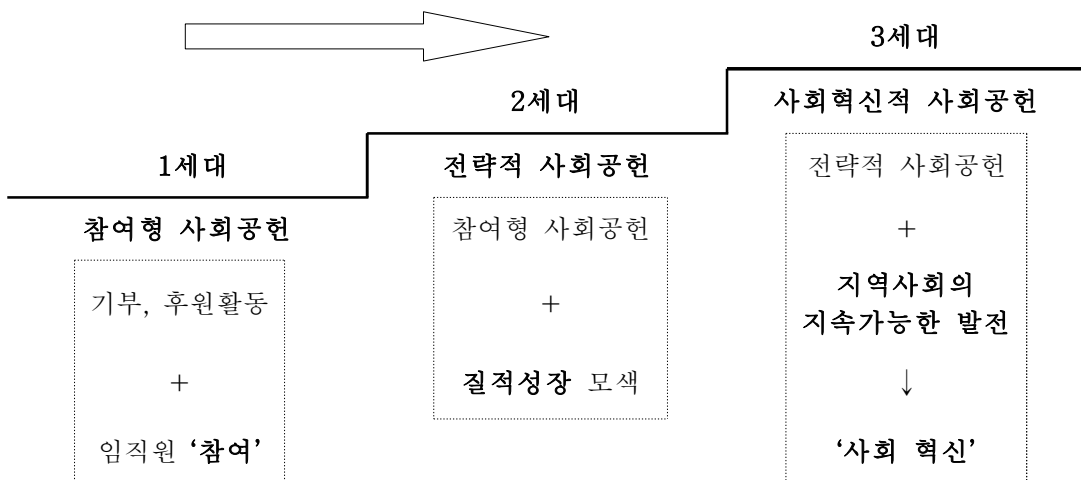 1세대
참여형 사회공헌
기부, 후원활동
+
임직원 ‘참여’
2세대
전략적 사회공헌
참여형 사회공헌
+
질적성장 모색
3세대
사회혁신적 사회공헌
전략적 사회공헌
+
지역사회의
지속가능한 발전
↓
‘사회 혁신’